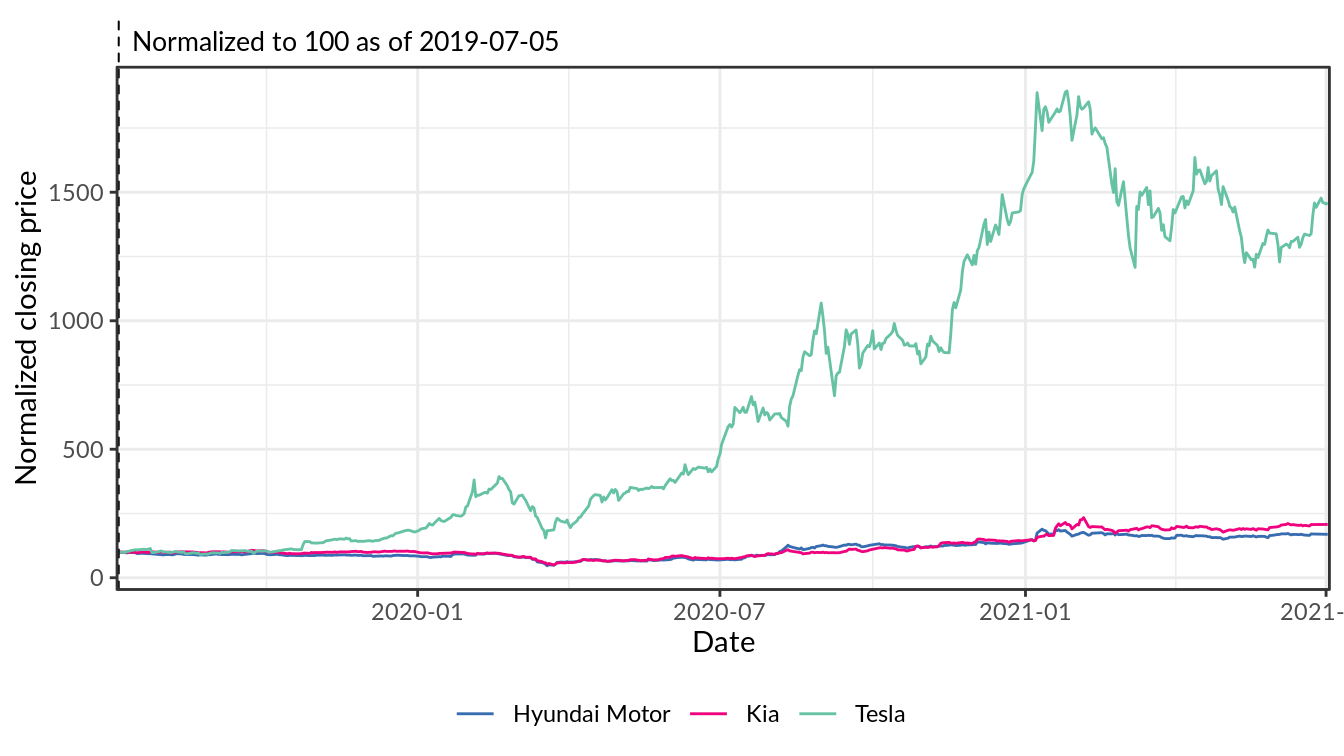 Normalized to 100 as of 2019-07-05
Normalized closing price
1500
1000
500
0
2020-01 2020-07 2021-01 2021-
Date
Hyundai Motor Kia Tesla